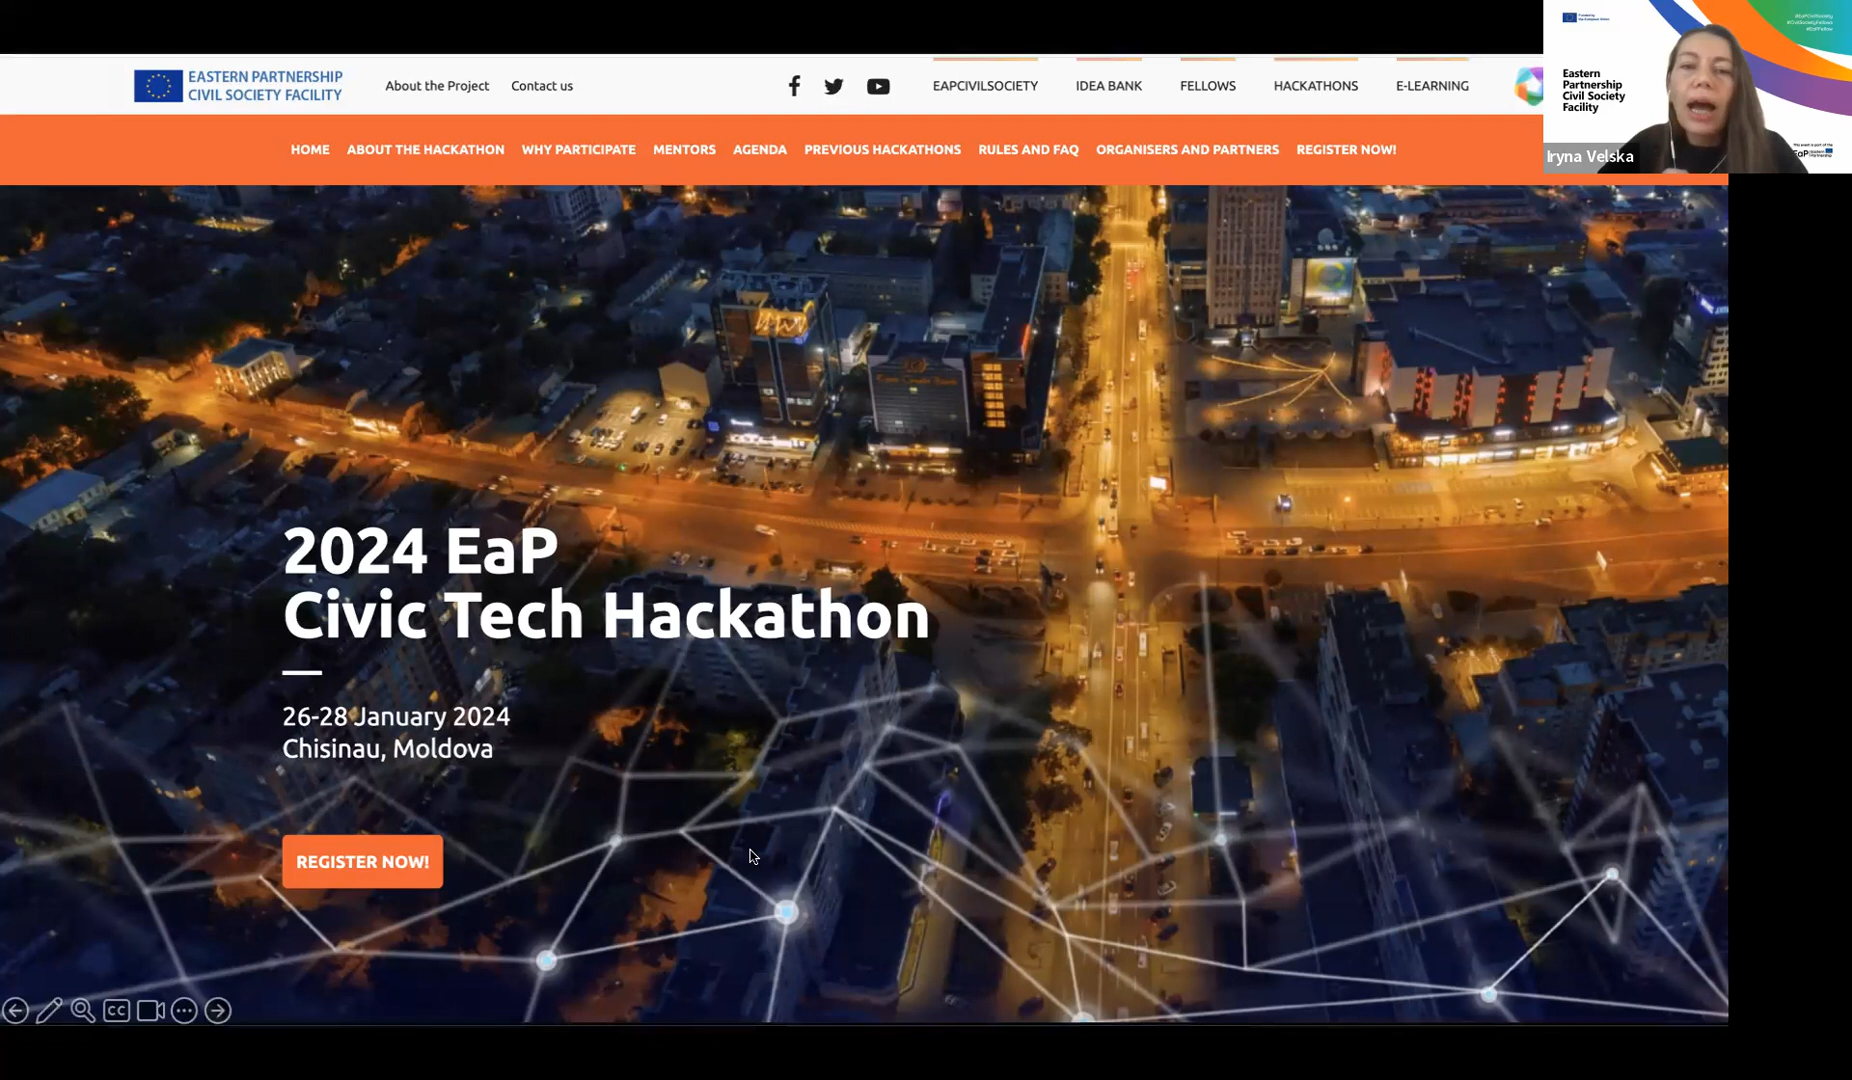 EASTERN PARTNERSHIP
CIVIL SOCIETY FACILITY
About the Project
Contact us
EAPCIVILSOCIETY
IDEA BANK
FELLOWS
HACKATHONS
E-LEARNING
HOME
ABOUT THE HACKATHON
WHY PARTICIPATE
MENTORS
AGENDA
PREVIOUS HACKATHONS
RULES AND FAQ
ORGANISERS AND PARTNERS
REGISTER NOW!
Eastern
Partnership
Civil Society
Facility
Iryna Velska
2024 EaP
Civic Tech Hackathon
26-28 January 2024
Chisinau, Moldova
REGISTER NOW!
CC